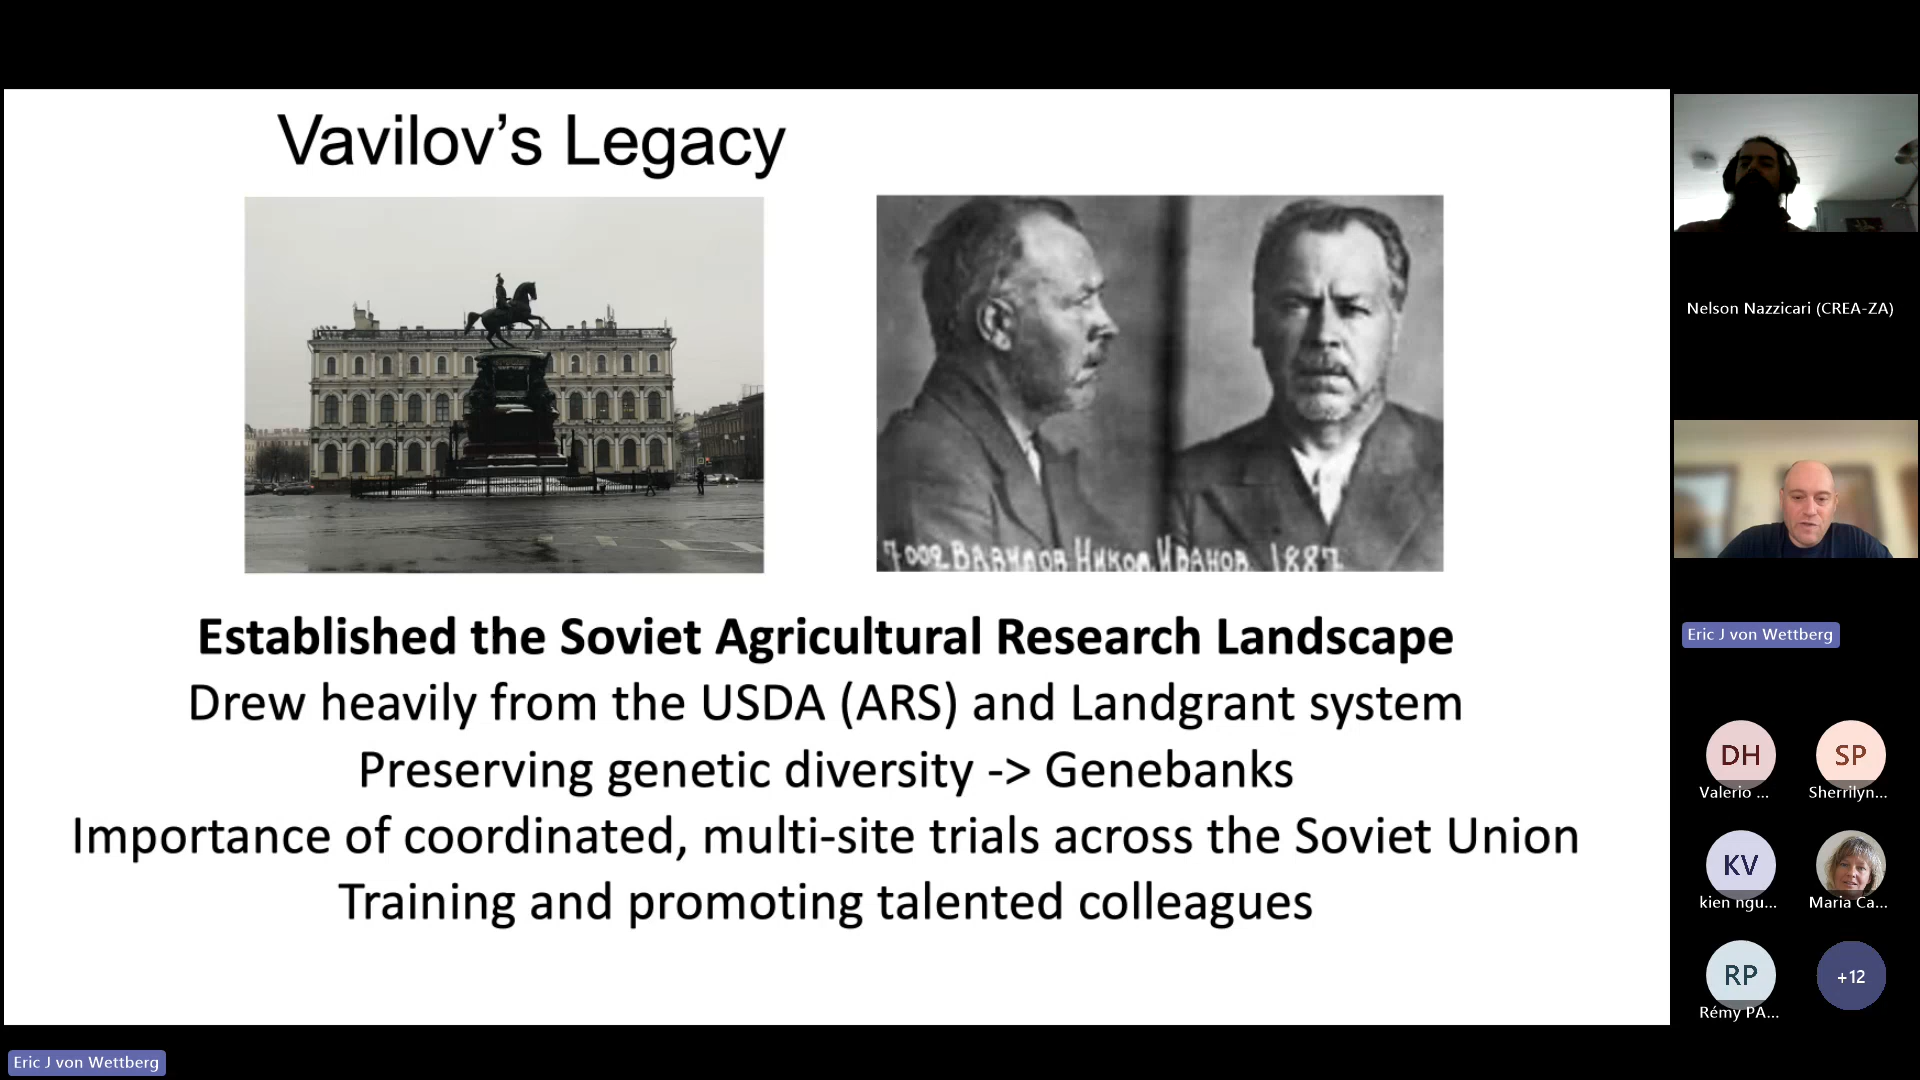 Vavilov’s Legacy
7002 Вавилов Никол. Иванов. 1887
Established the Soviet Agricultural Research Landscape
Drew heavily from the USDA (ARS) and Landgrant system
Preserving genetic diversity -> Genebanks
Importance of coordinated, multi-site trials across the Soviet Union
Training and promoting talented colleagues
Nelson Nazzicari (CREA-ZA)
Eric J von Wettberg
DH
SP
Valerio ...
Sherrilyn...
KV
kien ngu...
Maria Ca...
RP
+12
Rémy PA...
Eric J von Wettberg